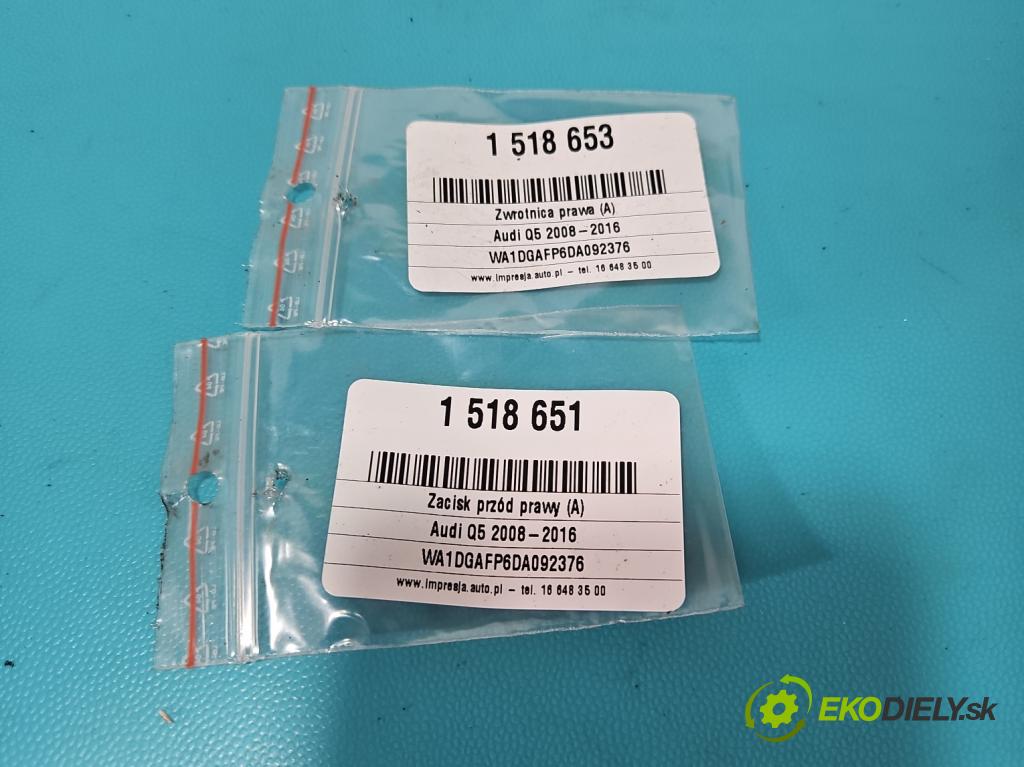 1 518 653
Zwrotnica prawa (A)
Audi Q5 2008-2016
WA1DGAFP6DA092376
www.impresja.auto.pl - tel. 16 648 35 00
1 518 651
Zacisk przód prawy (A)
Audi Q5 2008-2016
WA1DGAFP6DA092376
www.impresja.auto.pl - tel. 16 648 35 00
EKODIELY.sk